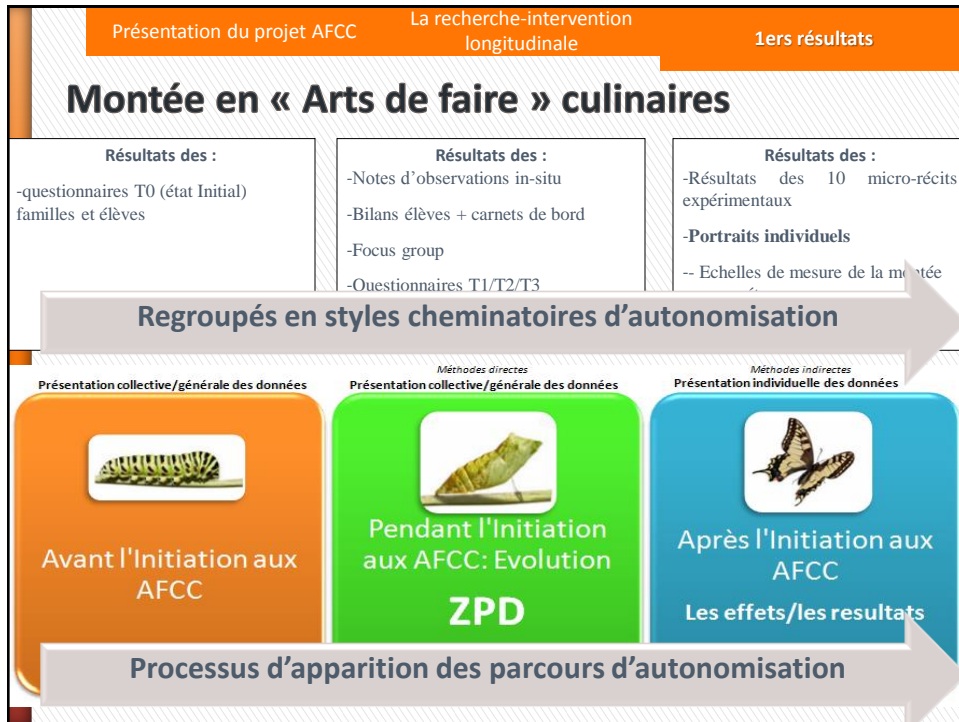 Présentation du projet AFCC
La recherche-intervention
longitudinale
1ers résultats
Montée en « Arts de faire » culinaires
Résultats des :
-questionnaires T0 (état Initial)
familles et élèves
Résultats des :
-Notes d'observations in-situ
-Bilans élèves + carnets de bord
-Focus group
-Questionnaires T1/T2/T3
Résultats des :
-Résultats des 10 micro-récits
expérimentaux
-Portraits individuels
-- Echelles de mesure de la montée
Regroupés en styles cheminatoires d'autonomisation
Présentation collective/générale des données
Méthodes directes
Présentation collective/générale des données
Méthodes indirectes
Présentation individuelle des données
Avant l'Initiation aux
AFCC
Pendant l'Initiation
aux AFCC: Evolution
ZPD
Après l'Initiation aux
AFCC
Les effets/les resultats
Processus d'apparition des parcours d'autonomisation